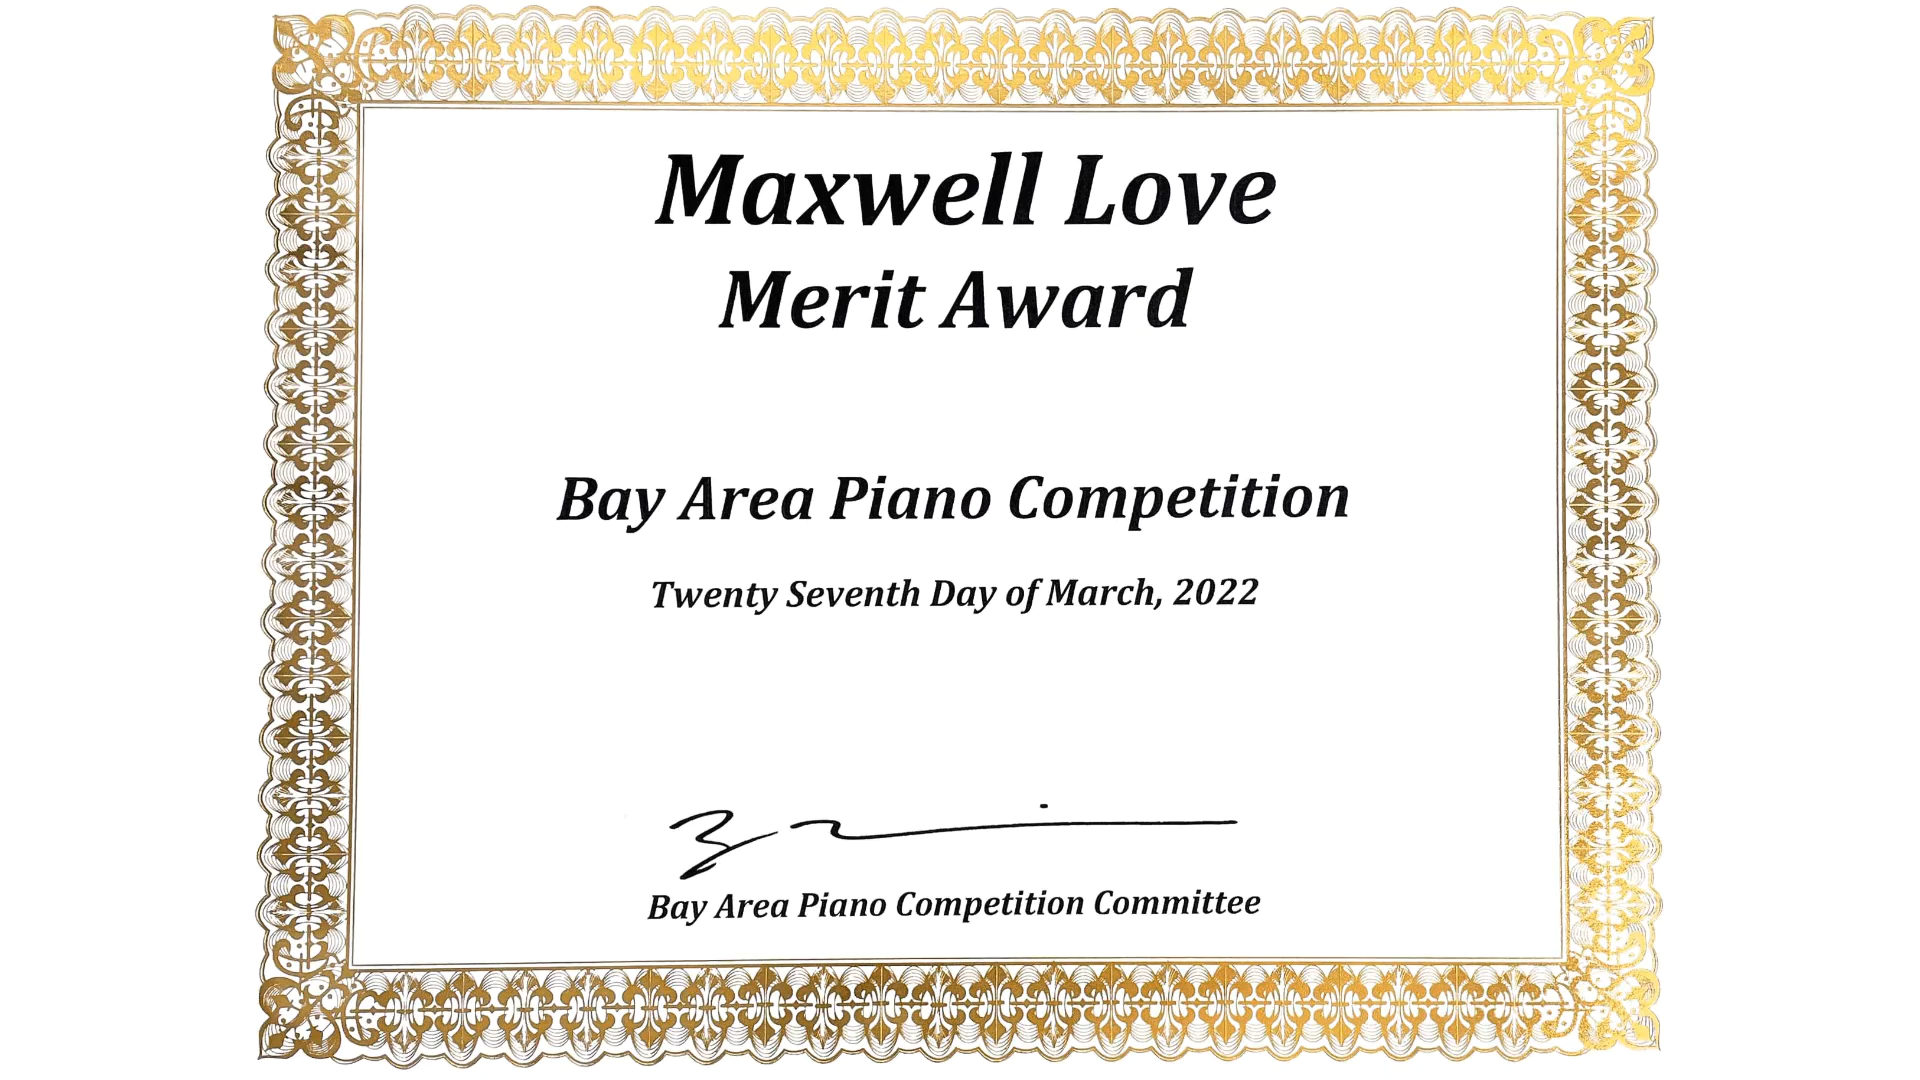 Maxwell Love
Merit Award
Bay Area Piano Competition
Twenty Seventh Day of March, 2022
Bay Area Piano Competition Committee